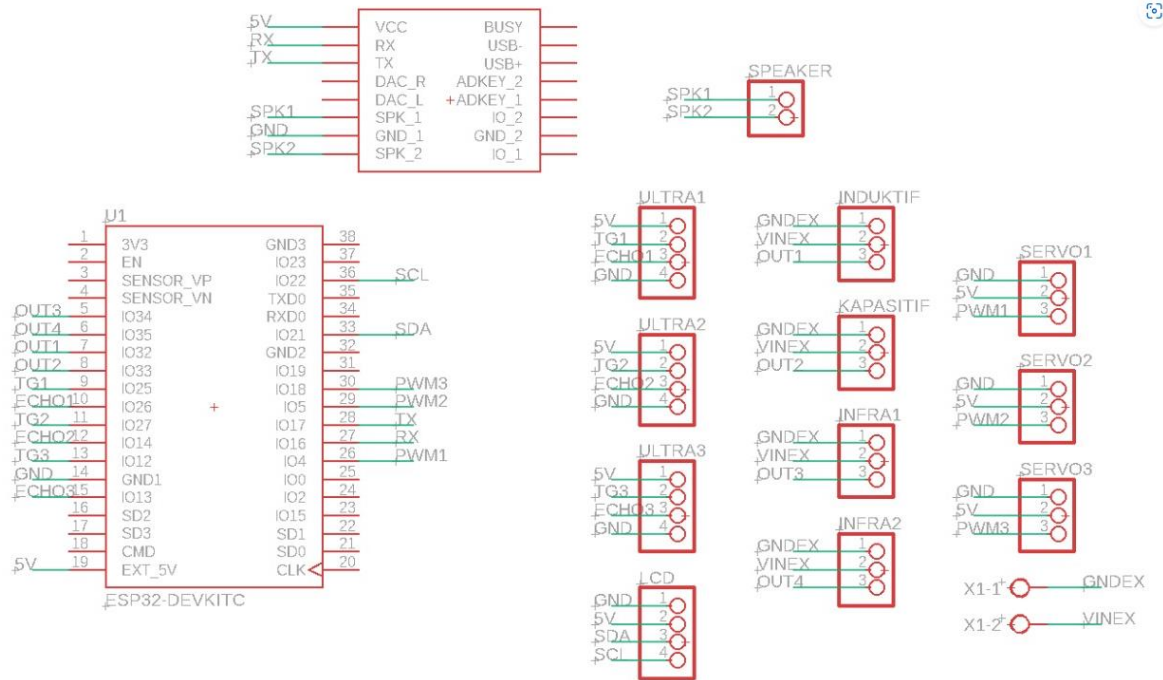 5V VCC BUSY
RX RX USB-
TX TX USB+
DAC_R ADKEY_2
DAC_L ADKEY_1
SPK1 SPK_1 IO_2
GND GND_1 GND_2
SPK2 SPK_2 IO_1
SPEAKER
SPK1 1
SPK2 2
U1
1 3V3 GND3 38
2 EN IO23 37
3 SENSOR_VP IO22 36 SCL
4 SENSOR_VN TXD0 35
OUT3 5 IO34 RXD0 34
OUT4 6 IO35 IO21 33 SDA
OUT1 7 IO32 GND2 32
OUT2 8 IO33 IO19 31
TG1 9 IO25 IO18 30 PWM3
ECHO1 10 IO26 IO5 29 PWM2
TG2 11 IO27 IO17 28 TX
ECHO2 12 IO14 IO16 27 RX
TG3 13 IO12 IO4 26 PWM1
GND 14 GND1 IO0 25
ECHO3 15 IO13 IO2 24
16 SD2 IO15 23
17 SD3 SD1 22
18 CMD SD0 21
5V 19 EXT_5V CLK 20
ESP32-DEVKITC
ULTRA1
5V 1
TG1 2
ECHO1 3
GND 4
ULTRA2
5V 1
TG2 2
ECHO2 3
GND 4
ULTRA3
5V 1
TG3 2
ECHO3 3
GND 4
LCD
GND 1
5V 2
SDA 3
SCL 4
INDUKTIF
GNDEX 1
VINEX 2
OUT1 3
KAPASITIF
GNDEX 1
VINEX 2
OUT2 3
INFRA1
GNDEX 1
VINEX 2
OUT3 3
INFRA2
GNDEX 1
VINEX 2
OUT4 3
SERVO1
GND 1
5V 2
PWM1 3
SERVO2
GND 1
5V 2
PWM2 3
SERVO3
GND 1
5V 2
PWM3 3
X1-1 GNDEX
X1-2 VINEX